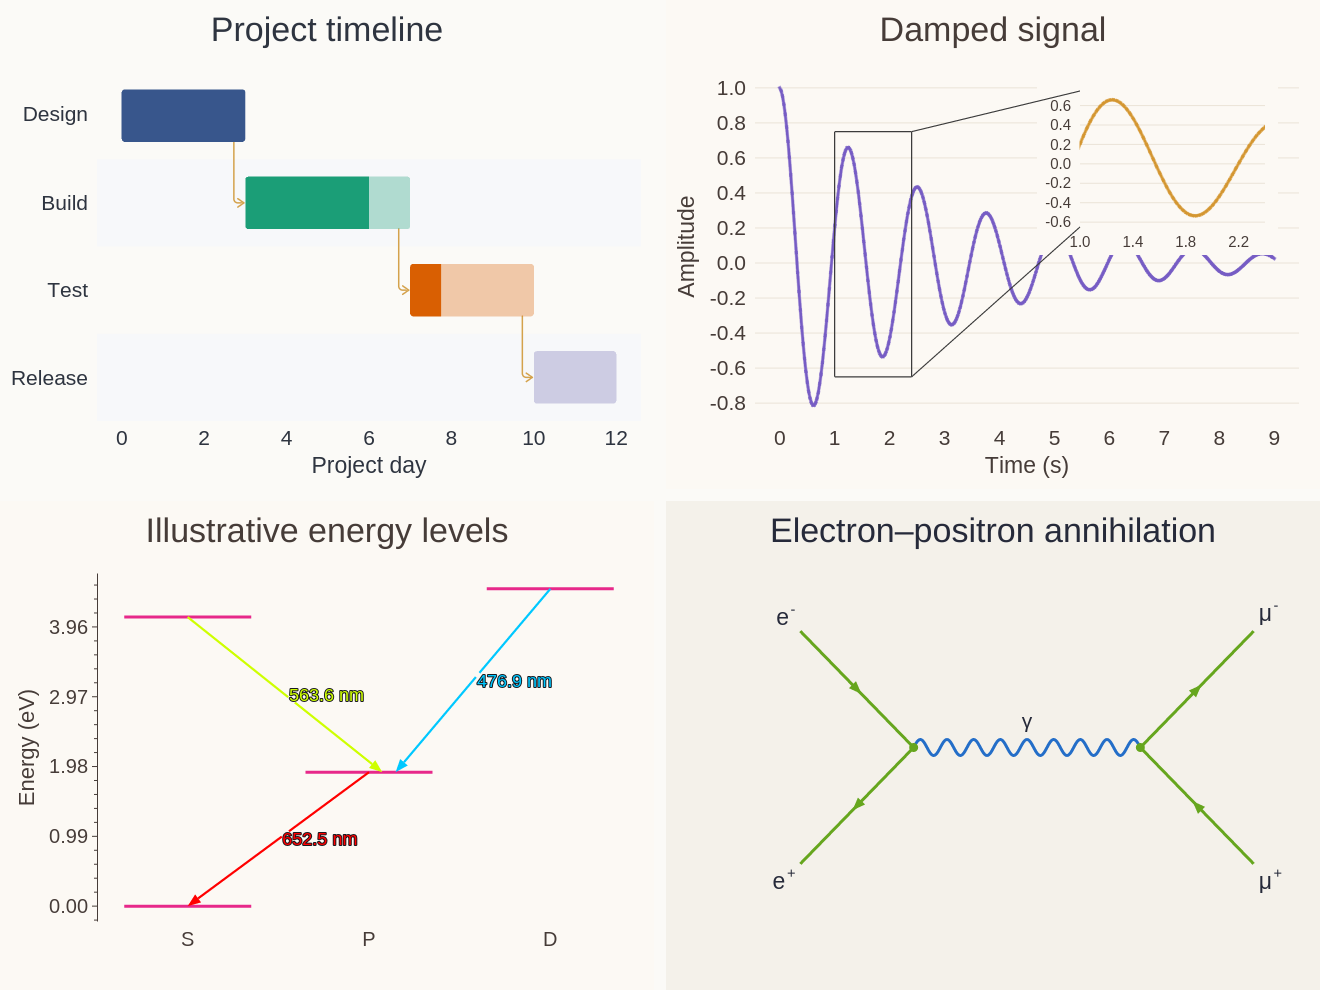 Project timeline
Design
Build
Test
Release
0 2 4 6 8 10 12
Project day
Damped signal
Amplitude
1.0
0.8
0.6
0.4
0.2
0.0
-0.2
-0.4
-0.6
-0.8
0 1 2 3 4 5 6 7 8 9
Time (s)
0.6
0.4
0.2
0.0
-0.2
-0.4
-0.6
1.0 1.4 1.8 2.2
Illustrative energy levels
Energy (eV)
3.96
2.97
1.98
0.99
0.00
563.6 nm
476.9 nm
652.5 nm
S P D
Electron–positron annihilation
e-
μ-
γ
e+
μ+